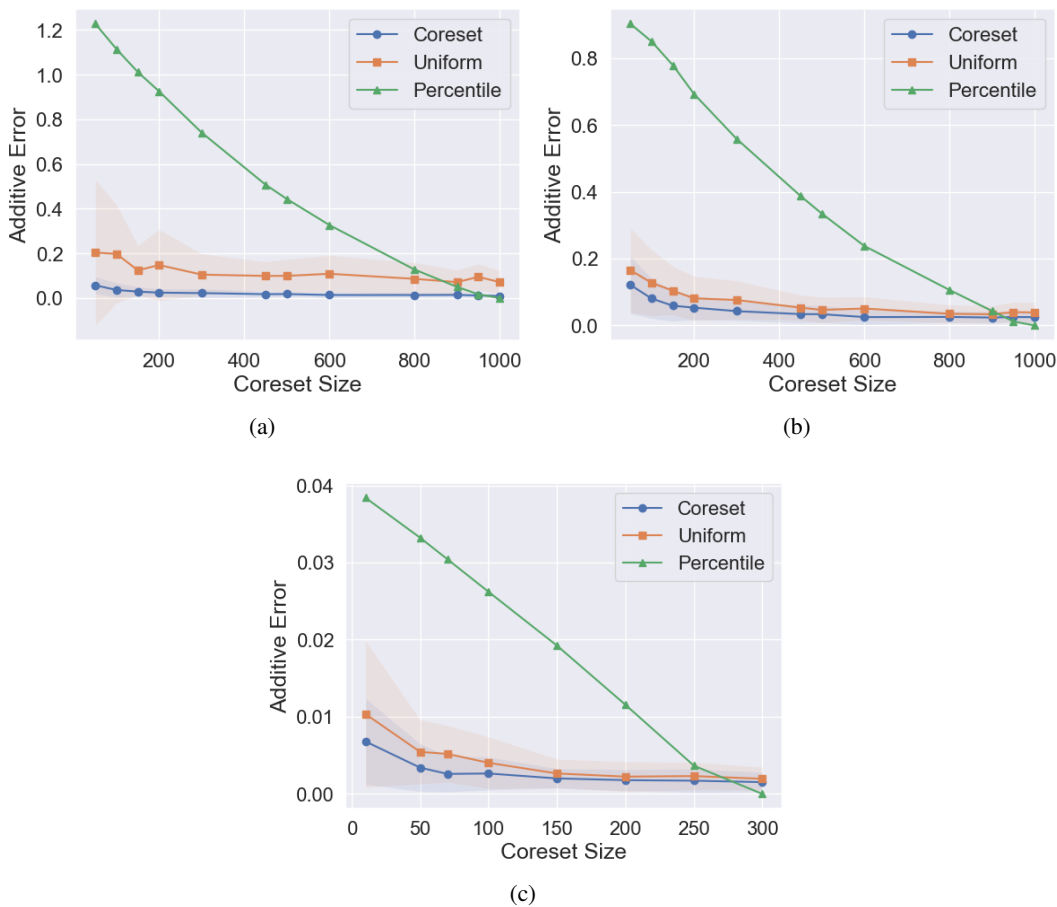 Additive Error
1.2
1.0
0.8
0.6
0.4
0.2
0.0
Coreset
Uniform
Percentile
200 400 600 800 1000
Coreset Size
(a)
Additive Error
0.8
0.6
0.4
0.2
0.0
Coreset
Uniform
Percentile
200 400 600 800 1000
Coreset Size
(b)
Additive Error
0.04
0.03
0.02
0.01
0.00
Coreset
Uniform
Percentile
0 50 100 150 200 250 300
Coreset Size
(c)